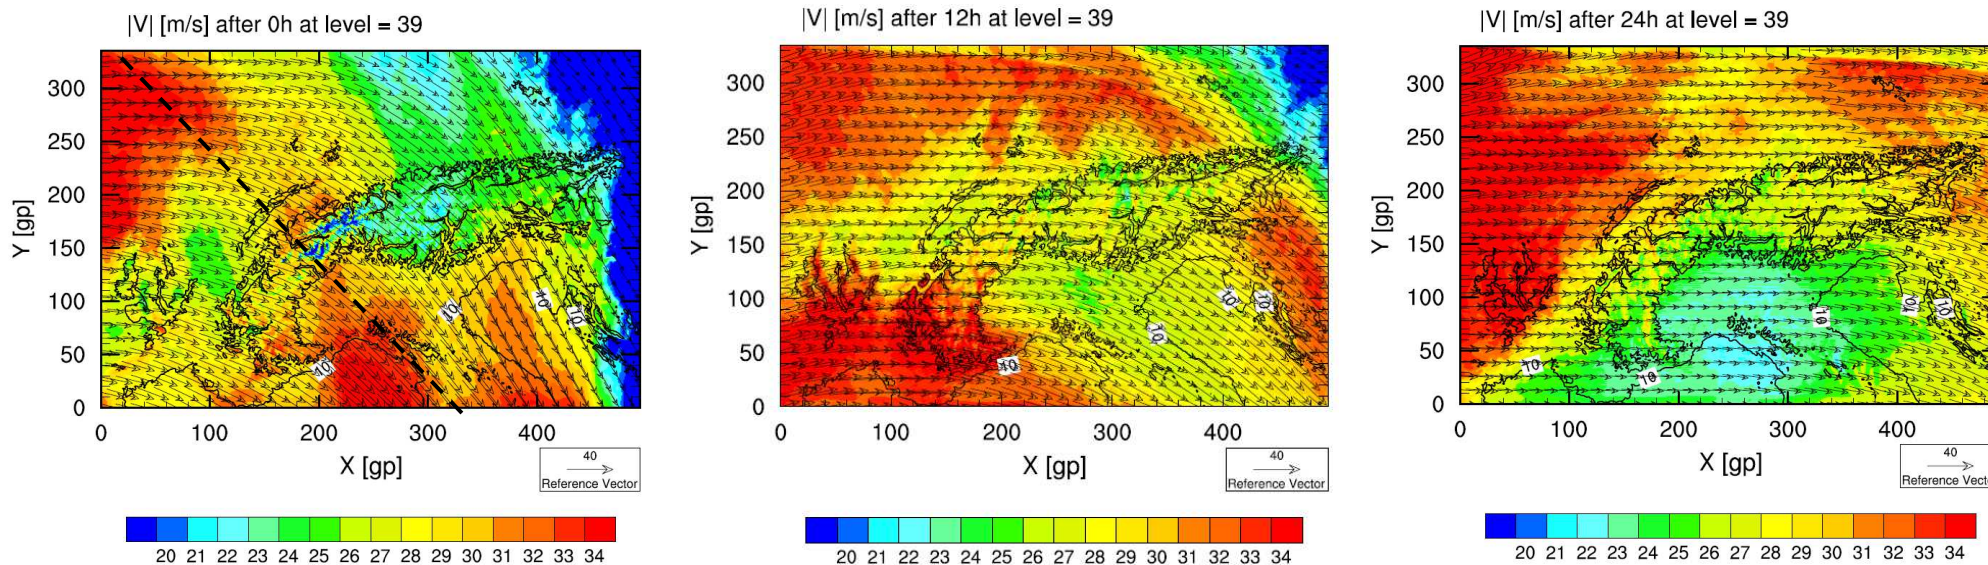 |V| [m/s] after 0h at level = 39
Y [gp]
300
250
200
150
100
50
0
0 100 200 300 400
X [gp]
10
10
10
10
40
Reference Vector
20 21 22 23 24 25 26 27 28 29 30 31 32 33 34
|V| [m/s] after 12h at level = 39
Y [gp]
300
250
200
150
100
50
0
0 100 200 300 400
X [gp]
10
10
10
10
40
Reference Vector
20 21 22 23 24 25 26 27 28 29 30 31 32 33 34
|V| [m/s] after 24h at level = 39
Y [gp]
300
250
200
150
100
50
0
0 100 200 300 400
X [gp]
10
10
10
10
10
40
Reference Vecto
20 21 22 23 24 25 26 27 28 29 30 31 32 33 34